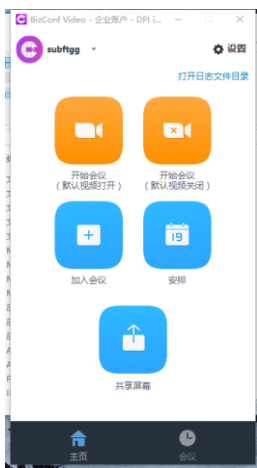 BizConf Video - 企业账户 - DPI i...
subftgg
设置
打开日志文件目录
开始会议
(默认视频打开)
开始会议
(默认视频关闭)
19
加入会议
安排
共享屏幕
主页
会议